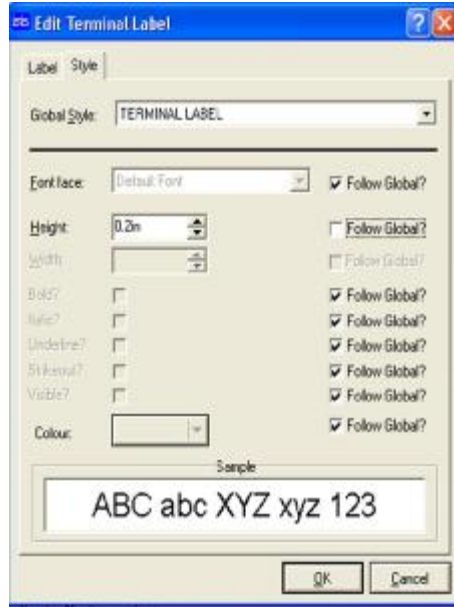 isis Edit Terminal Label
Label Style
Global Style: TERMINAL LABEL
Font face: Default Font Follow Global?
Height: 0.2in Follow Global?
Width: Follow Global?
Bold? Follow Global?
Italic? Follow Global?
Underline? Follow Global?
Strikeout? Follow Global?
Visible? Follow Global?
Colour: Follow Global?
Sample
ABC abc XYZ xyz 123
OK Cancel